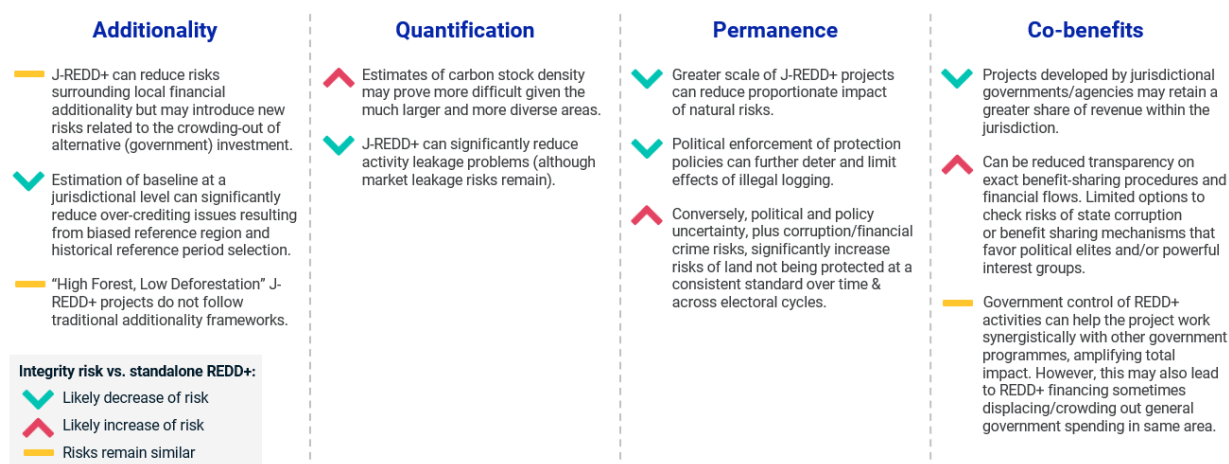 Additionality
J-REDD+ can reduce risks
surrounding local financial
additionality but may introduce new
risks related to the crowding-out of
alternative (government) investment.
Estimation of baseline at a
jurisdictional level can significantly
reduce over-crediting issues resulting
from biased reference region and
historical reference period selection.
“High Forest, Low Deforestation” J-
REDD+ projects do not follow
traditional additionality frameworks.
Integrity risk vs. standalone REDD+:
Likely decrease of risk
Likely increase of risk
Risks remain similar
Quantification
Estimates of carbon stock density
may prove more difficult given the
much larger and more diverse areas.
J-REDD+ can significantly reduce
activity leakage problems (although
market leakage risks remain).
Permanence
Greater scale of J-REDD+ projects
can reduce proportionate impact
of natural risks.
Political enforcement of protection
policies can further deter and limit
effects of illegal logging.
Conversely, political and policy
uncertainty, plus corruption/financial
crime risks, significantly increase
risks of land not being protected at a
consistent standard over time &
across electoral cycles.
Co-benefits
Projects developed by jurisdictional
governments/agencies may retain a
greater share of revenue within the
jurisdiction.
Can be reduced transparency on
exact benefit-sharing procedures and
financial flows. Limited options to
check risks of state corruption
or benefit sharing mechanisms that
favor political elites and/or powerful
interest groups.
Government control of REDD+
activities can help the project work
synergistically with other government
programmes, amplifying total
impact. However, this may also lead
to REDD+ financing sometimes
displacing/crowding out general
government spending in same area.